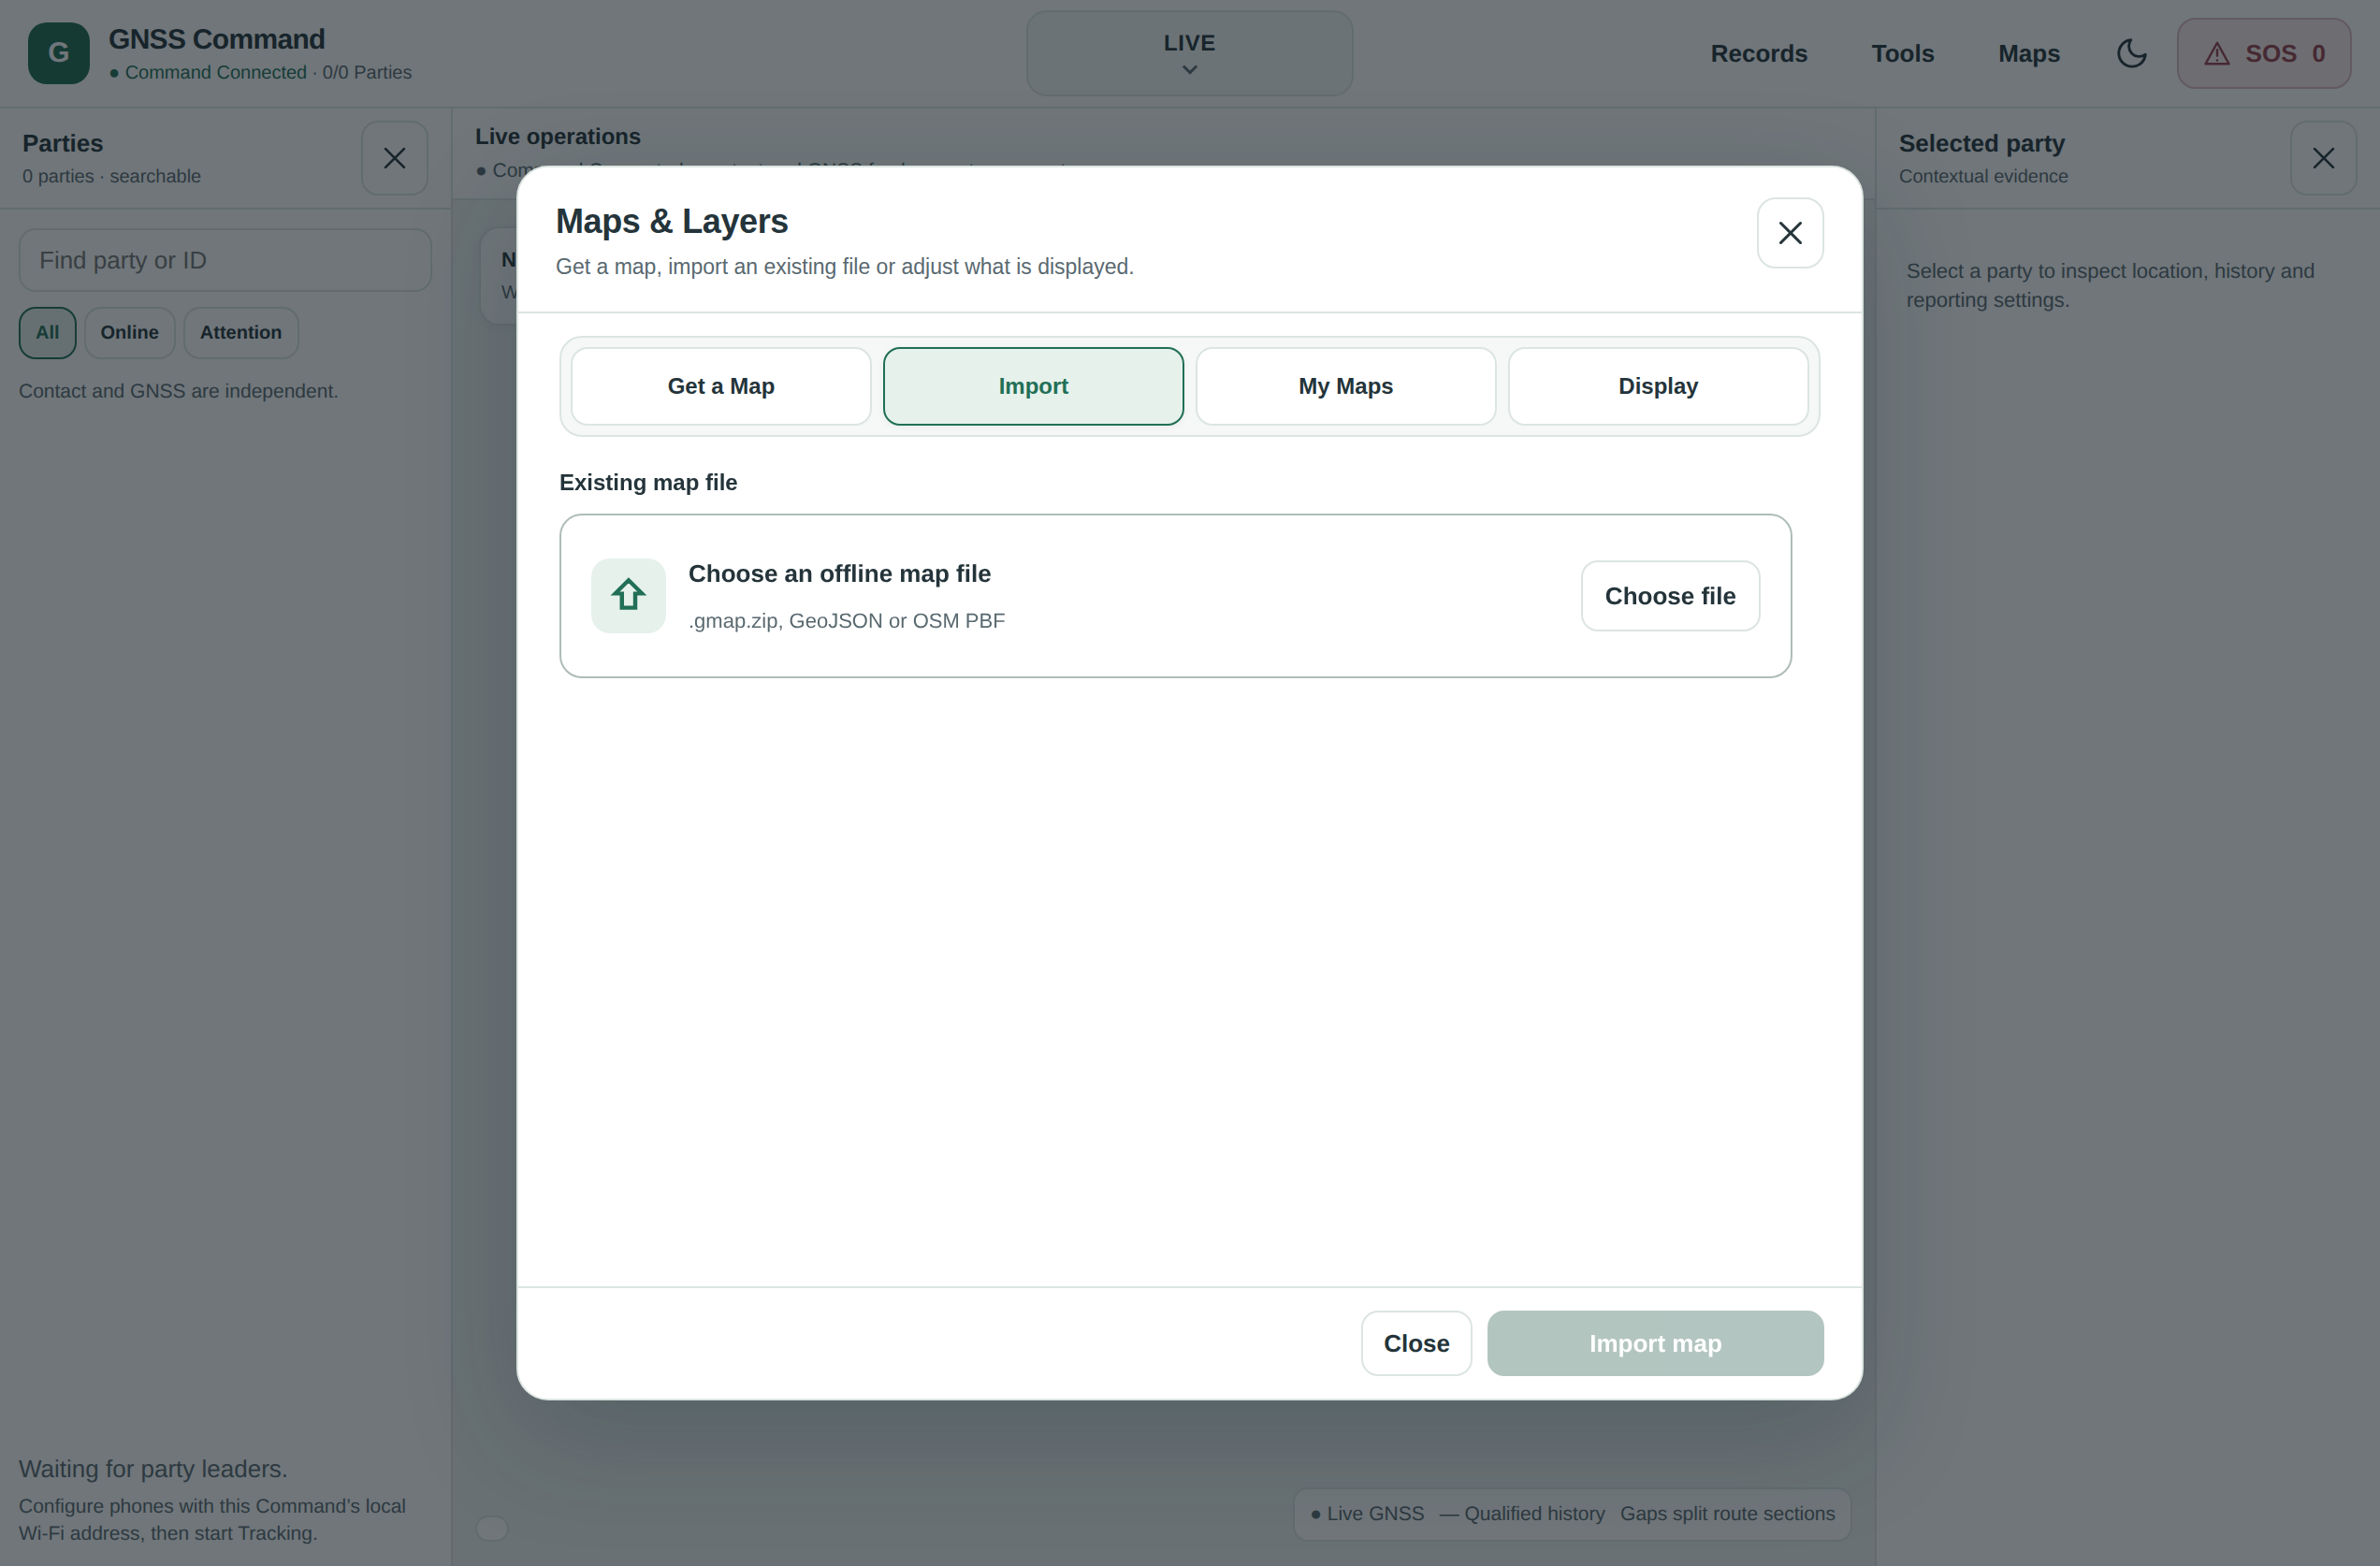 G
GNSS Command
● Command Connected · 0/0 Parties
LIVE
Records
Tools
Maps
SOS 0
Parties
0 parties · searchable
Find party or ID
All
Online
Attention
Contact and GNSS are independent.
Waiting for party leaders.
Configure phones with this Command’s local
Wi-Fi address, then start Tracking.
Live operations
Maps & Layers
Get a map, import an existing file or adjust what is displayed.
Get a Map
Import
My Maps
Display
Existing map file
Choose an offline map file
.gmap.zip, GeoJSON or OSM PBF
Choose file
Close
Import map
● Live GNSS — Qualified history Gaps split route sections
Selected party
Contextual evidence
Select a party to inspect location, history and
reporting settings.